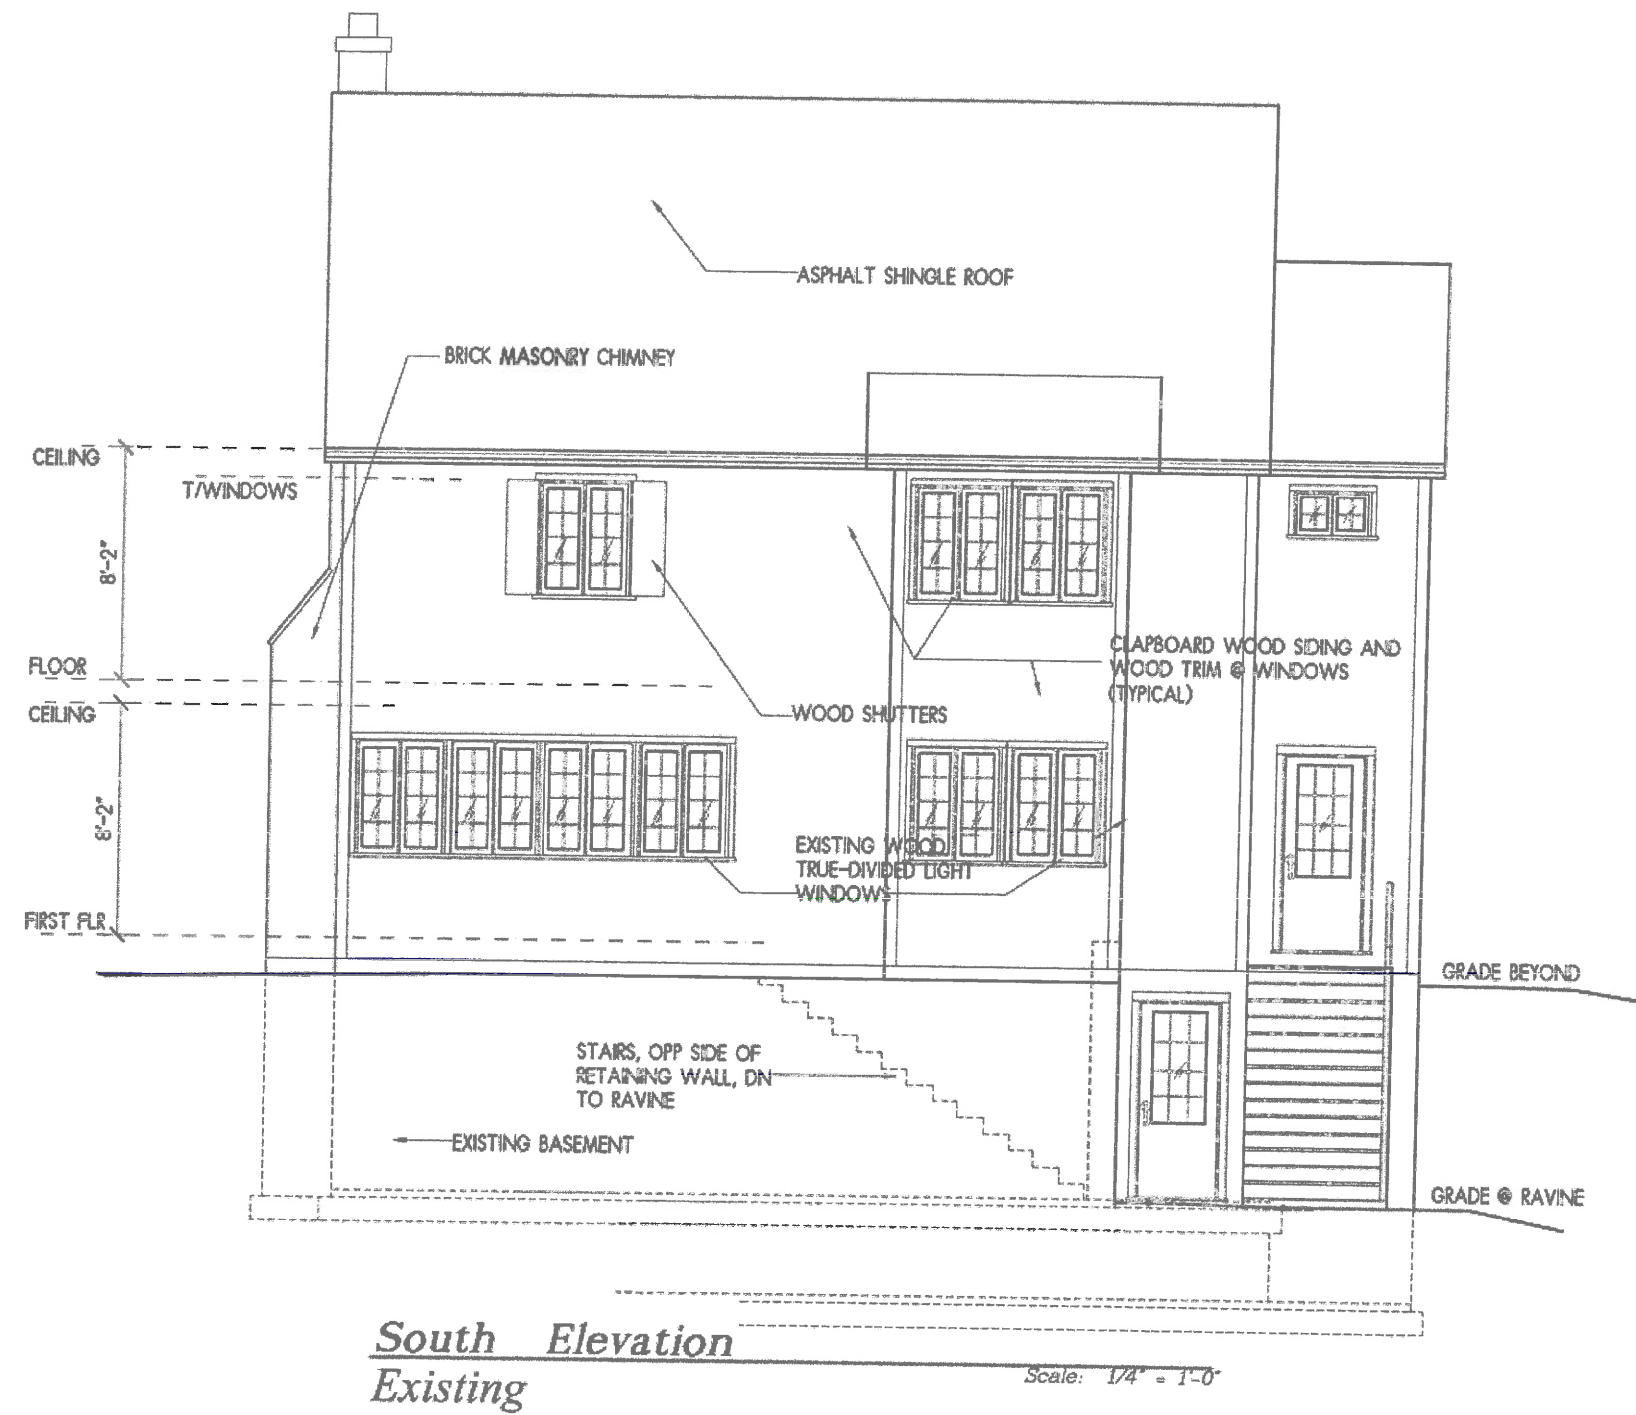 ASPHALT SHINGLE ROOF
BRICK MASONRY CHIMNEY
CEILING
T/WINDOWS
8'-2"
CLAPBOARD WOOD SIDING AND
WOOD TRIM @ WINDOWS
(TYPICAL)
FLOOR
CEILING
WOOD SHUTTERS
8'-2"
EXISTING WOOD,
TRUE-DIVIDED LIGHT
WINDOWS
FIRST FLR.
GRADE BEYOND
STAIRS, OPP SIDE OF
RETAINING WALL, DN
TO RAVINE
EXISTING BASEMENT
GRADE @ RAVINE
South Elevation
Existing
Scale: 1/4" = 1'-0"